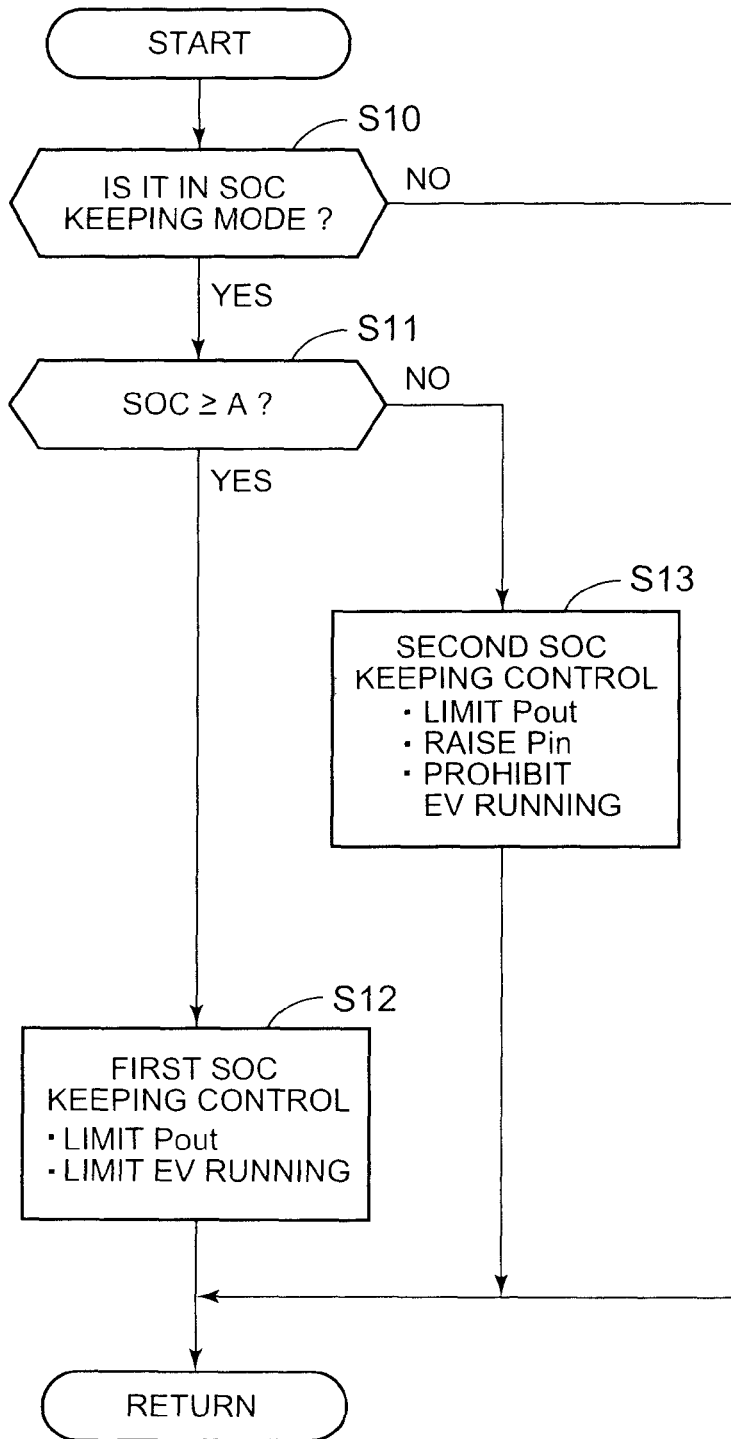 START
S10
IS IT IN SOC
KEEPING MODE ?
NO
YES
S11
SOC ≥ A ?
NO
YES
S13
SECOND SOC
KEEPING CONTROL
· LIMIT Pout
· RAISE Pin
· PROHIBIT
EV RUNNING
S12
FIRST SOC
KEEPING CONTROL
· LIMIT Pout
· LIMIT EV RUNNING
RETURN